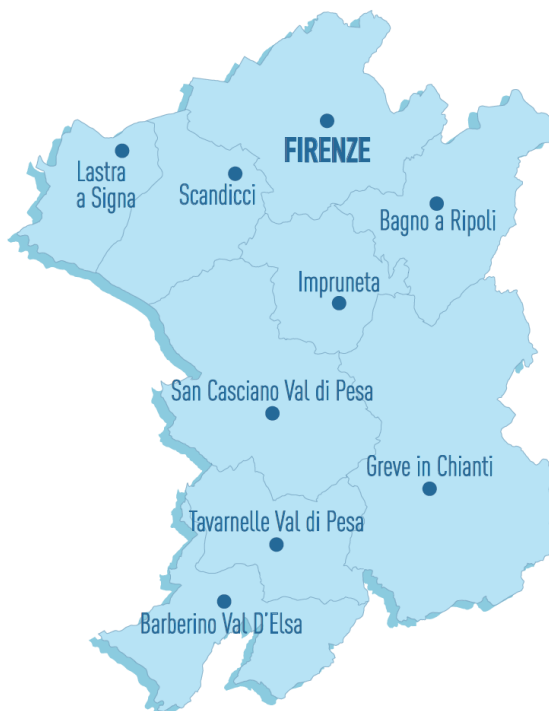 FIRENZE
Lastra
a Signa
Scandicci
Bagno a Ripoli
Impruneta
San Casciano Val di Pesa
Greve in Chianti
Tavarnelle Val di Pesa
Barberino Val D'Elsa